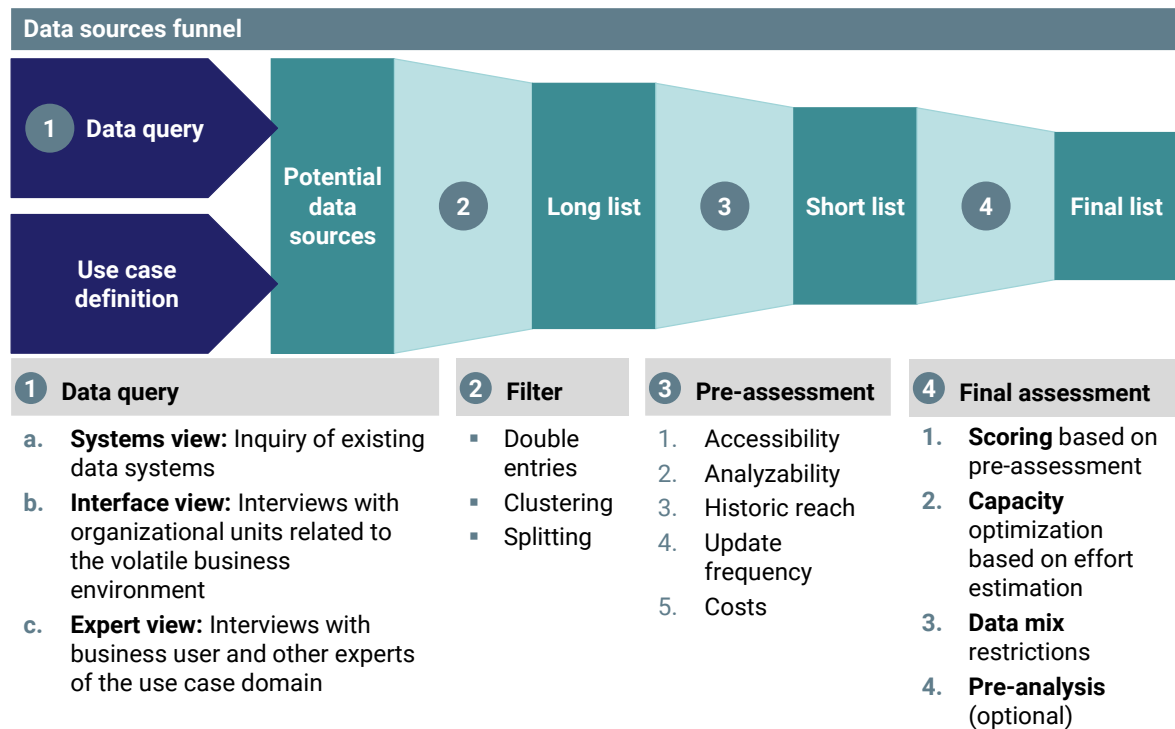 Data sources funnel
1 Data query
Use case
definition
Potential
data
sources
2
Long list
3
Short list
4
Final list
1 Data query
a. Systems view: Inquiry of existing
data systems
b. Interface view: Interviews with
organizational units related to
the volatile business
environment
c. Expert view: Interviews with
business user and other experts
of the use case domain
2 Filter
▪ Double
entries
▪ Clustering
▪ Splitting
3 Pre-assessment
1. Accessibility
2. Analyzability
3. Historic reach
4. Update
frequency
5. Costs
4 Final assessment
1. Scoring based on
pre-assessment
2. Capacity
optimization
based on effort
estimation
3. Data mix
restrictions
4. Pre-analysis
(optional)